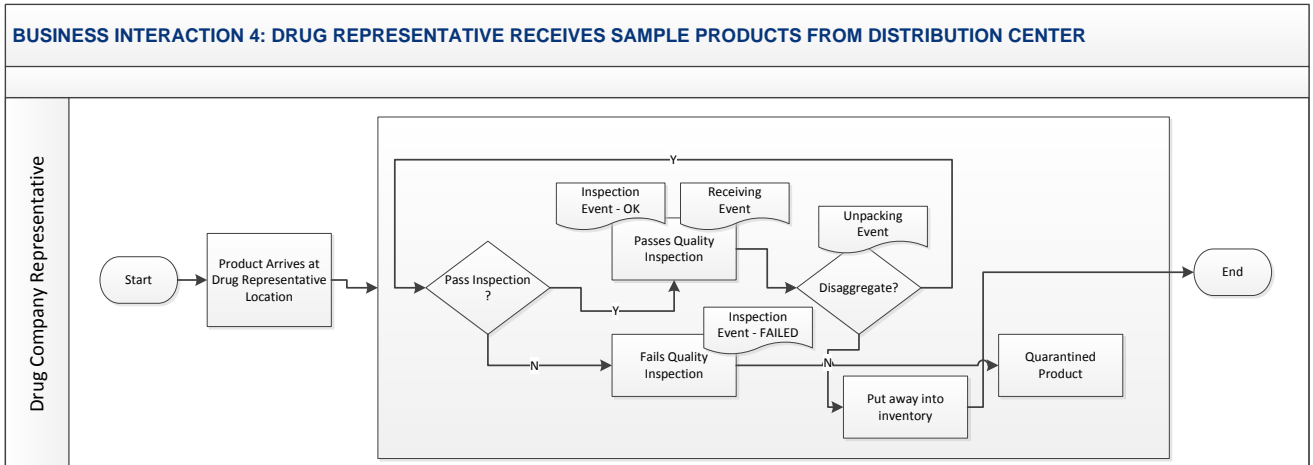 BUSINESS INTERACTION 4: DRUG REPRESENTATIVE RECEIVES SAMPLE PRODUCTS FROM DISTRIBUTION CENTER
Drug Company Representative
Start
Product Arrives at
Drug Representative
Location
Y
Pass Inspection
?
Y
N
Inspection
Event - OK
Receiving
Event
Passes Quality
Inspection
Unpacking
Event
Disaggregate?
Inspection
Event - FAILED
Fails Quality
Inspection
N
Put away into
inventory
Quarantined
Product
End